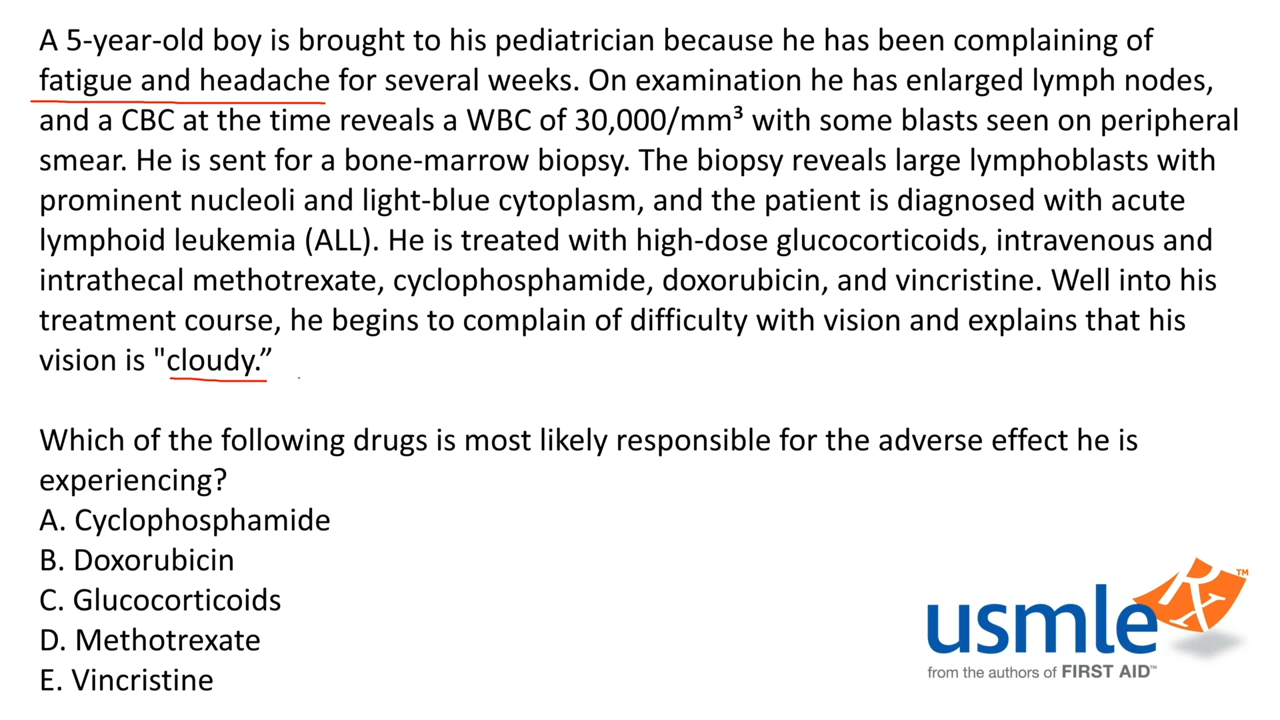 A 5-year-old boy is brought to his pediatrician because he has been complaining of
fatigue and headache for several weeks. On examination he has enlarged lymph nodes,
and a CBC at the time reveals a WBC of 30,000/mm³ with some blasts seen on peripheral
smear. He is sent for a bone-marrow biopsy. The biopsy reveals large lymphoblasts with
prominent nucleoli and light-blue cytoplasm, and the patient is diagnosed with acute
lymphoid leukemia (ALL). He is treated with high-dose glucocorticoids, intravenous and
intrathecal methotrexate, cyclophosphamide, doxorubicin, and vincristine. Well into his
treatment course, he begins to complain of difficulty with vision and explains that his
vision is "cloudy.”
Which of the following drugs is most likely responsible for the adverse effect he is
experiencing?
A. Cyclophosphamide
B. Doxorubicin
C. Glucocorticoids
D. Methotrexate
E. Vincristine
usmle Rx™
from the authors of FIRST AID™